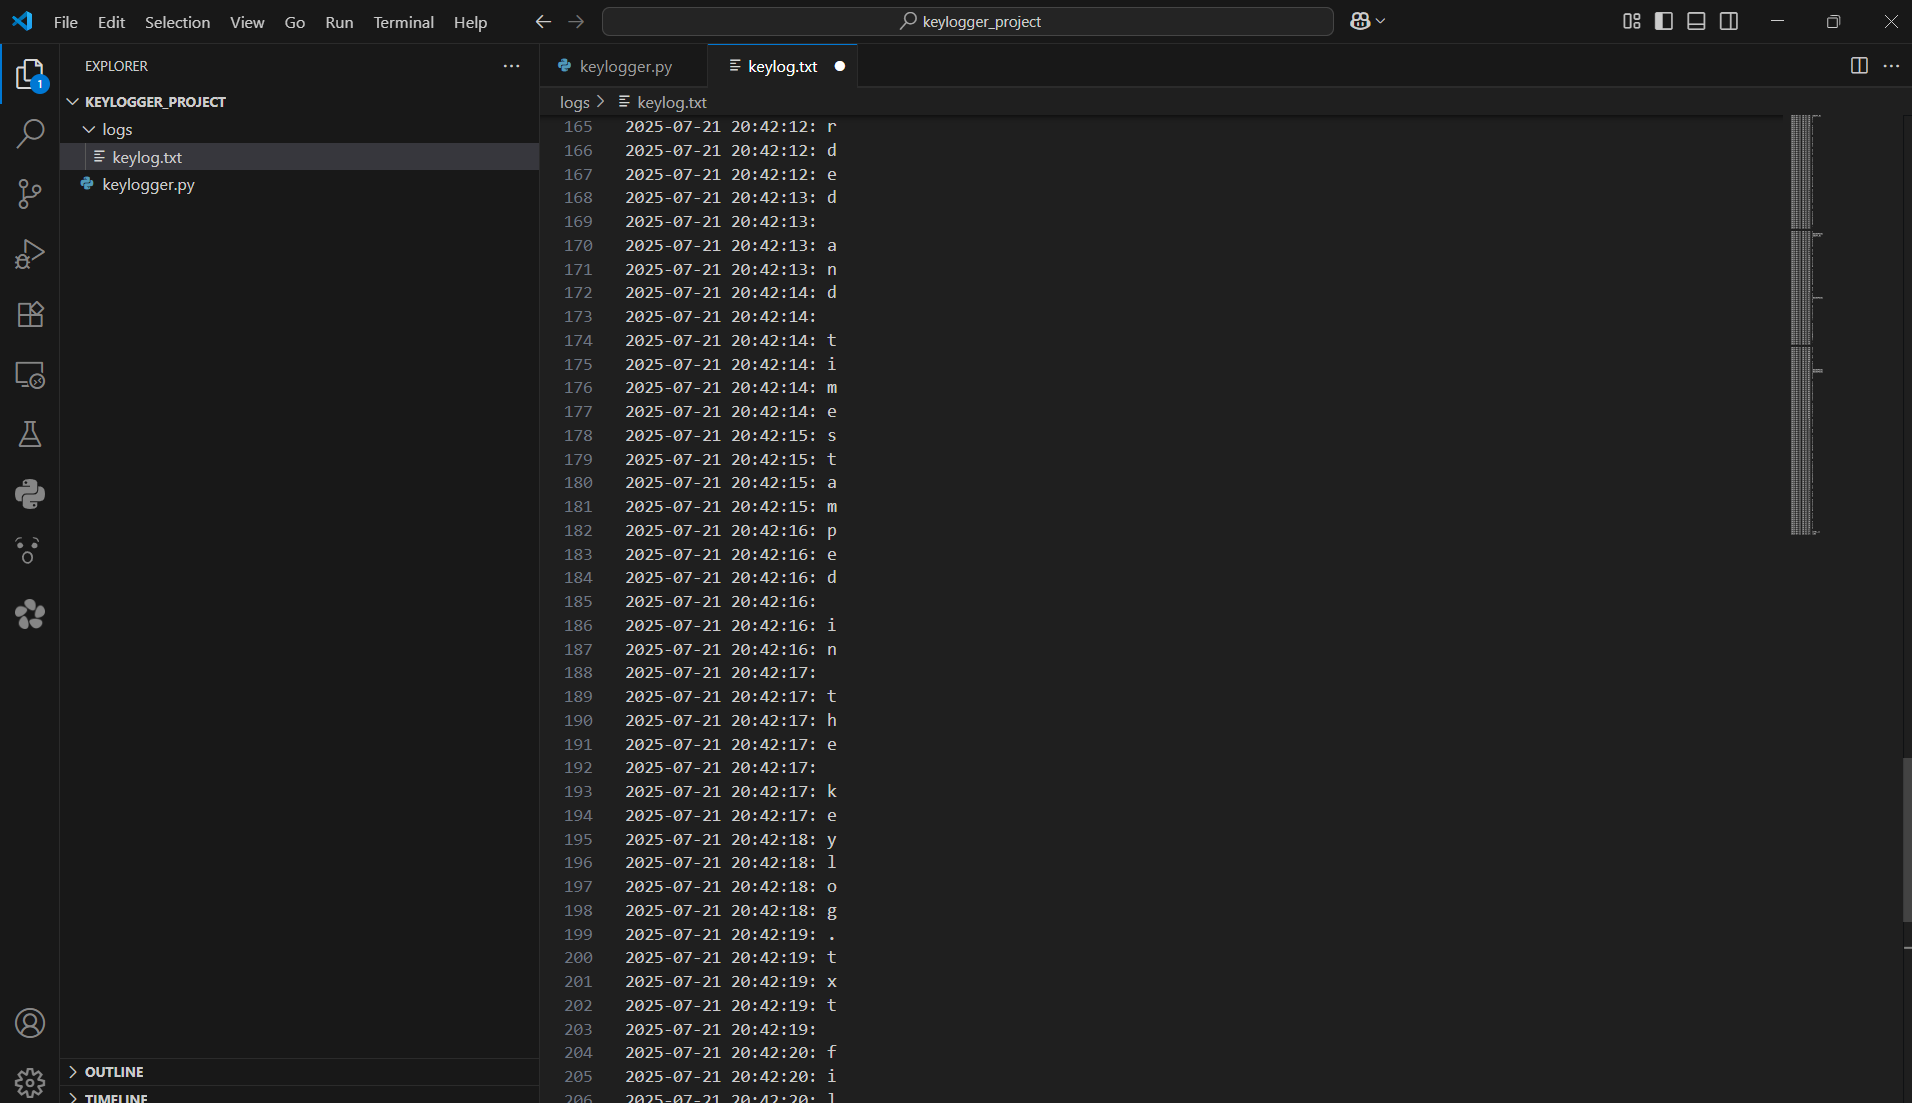 File Edit Selection View Go Run Terminal Help
keylogger_project
EXPLORER
1
KEYLOGGER_PROJECT
logs
keylog.txt
keylogger.py
OUTLINE
TIMELINE
keylogger.py
keylog.txt
logs > keylog.txt
165 2025-07-21 20:42:12: r
166 2025-07-21 20:42:12: d
167 2025-07-21 20:42:12: e
168 2025-07-21 20:42:13: d
169 2025-07-21 20:42:13:
170 2025-07-21 20:42:13: a
171 2025-07-21 20:42:13: n
172 2025-07-21 20:42:14: d
173 2025-07-21 20:42:14:
174 2025-07-21 20:42:14: t
175 2025-07-21 20:42:14: i
176 2025-07-21 20:42:14: m
177 2025-07-21 20:42:14: e
178 2025-07-21 20:42:15: s
179 2025-07-21 20:42:15: t
180 2025-07-21 20:42:15: a
181 2025-07-21 20:42:15: m
182 2025-07-21 20:42:16: p
183 2025-07-21 20:42:16: e
184 2025-07-21 20:42:16: d
185 2025-07-21 20:42:16:
186 2025-07-21 20:42:16: i
187 2025-07-21 20:42:16: n
188 2025-07-21 20:42:17:
189 2025-07-21 20:42:17: t
190 2025-07-21 20:42:17: h
191 2025-07-21 20:42:17: e
192 2025-07-21 20:42:17:
193 2025-07-21 20:42:17: k
194 2025-07-21 20:42:17: e
195 2025-07-21 20:42:18: y
196 2025-07-21 20:42:18: l
197 2025-07-21 20:42:18: o
198 2025-07-21 20:42:18: g
199 2025-07-21 20:42:19: .
200 2025-07-21 20:42:19: t
201 2025-07-21 20:42:19: x
202 2025-07-21 20:42:19: t
203 2025-07-21 20:42:19:
204 2025-07-21 20:42:20: f
205 2025-07-21 20:42:20: i
206 2025-07-21 20:42:20: l